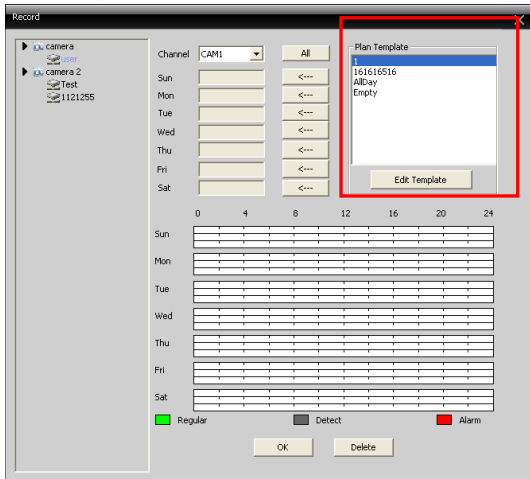 Record
camera
user
camera 2
Test
1121255
Channel CAM1 All
Sun <---
Mon <---
Tue <---
Wed <---
Thu <---
Fri <---
Sat <---
Plan Template
1
161616516
AllDay
Empty
Edit Template
0 4 8 12 16 20 24
Sun
Mon
Tue
Wed
Thu
Fri
Sat
Regular Detect Alarm
OK Delete